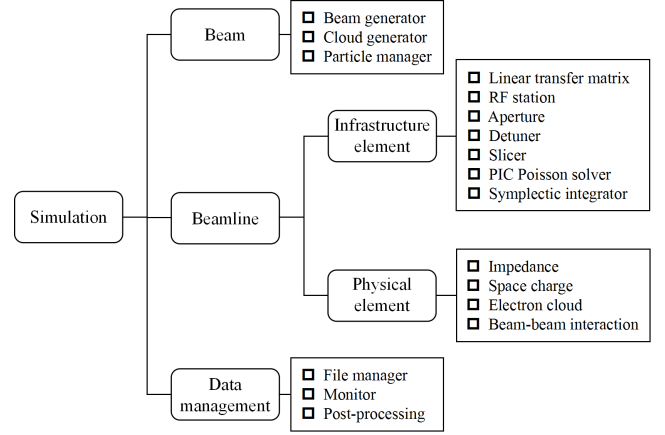 Simulation
Beam
Beam generator
Cloud generator
Particle manager
Beamline
Infrastructure
element
Linear transfer matrix
RF station
Aperture
Detuner
Slicer
PIC Poisson solver
Symplectic integrator
Physical
element
Impedance
Space charge
Electron cloud
Beam-beam interaction
Data
management
File manager
Monitor
Post-processing